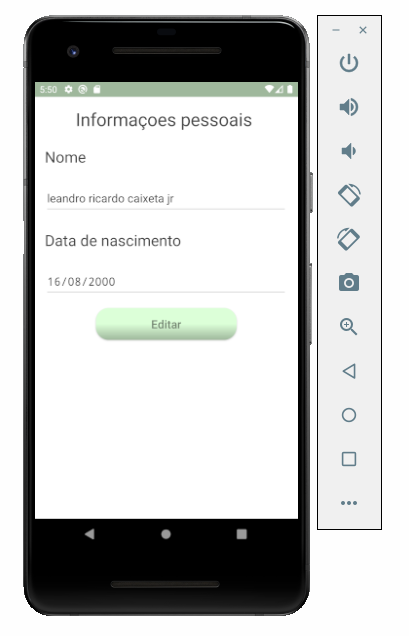 5:50
Informaçoes pessoais
Nome
leandro ricardo caixeta jr
Data de nascimento
16/08/2000
Editar